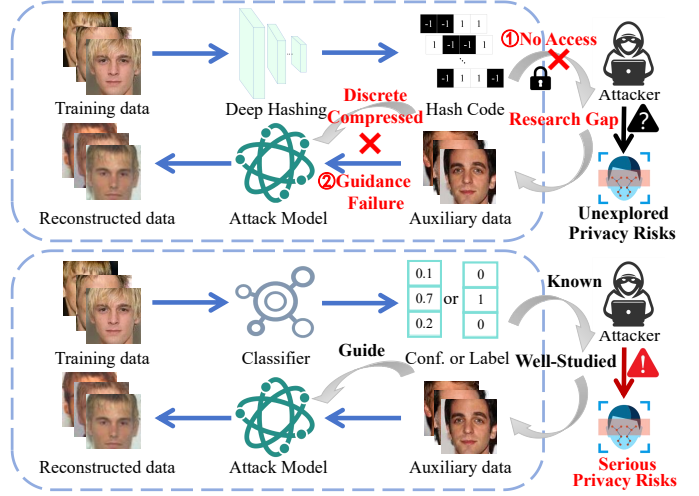 -1 -1 1 1
①No Access
1 -1 -1 1
-1 1 1 -1
Training data
Deep Hashing
Discrete
Compressed
Hash Code
Attacker
Research Gap
?
②Guidance
Failure
Reconstructed data
Attack Model
Auxiliary data
Unexplored
Privacy Risks
0.1
0.7
0.2
or
0
1
0
Known
Training data
Classifier
Conf. or Label
Attacker
Guide
Well-Studied
!
Reconstructed data
Attack Model
Auxiliary data
Serious
Privacy Risks